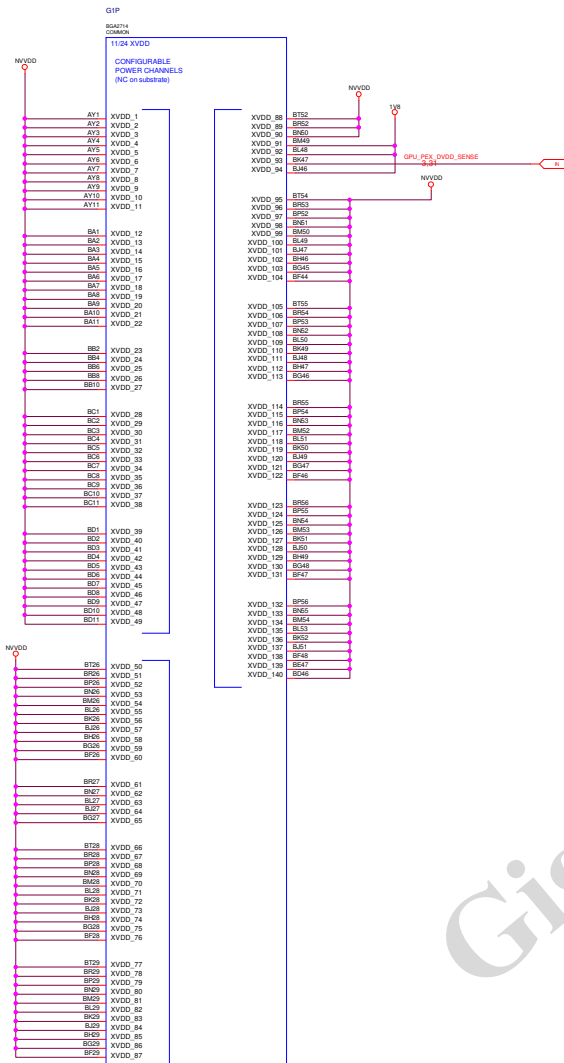 G1P
BGA2714
COMMON
11/24 XVDD
CONFIGURABLE
POWER CHANNELS
(NC on substrate)
NVVDD
AY1 XVDD_1
AY2 XVDD_2
AY3 XVDD_3
AY4 XVDD_4
AY5 XVDD_5
AY6 XVDD_6
AY7 XVDD_7
AY8 XVDD_8
AY9 XVDD_9
AY10 XVDD_10
AY11 XVDD_11
BA1 XVDD_12
BA2 XVDD_13
BA3 XVDD_14
BA4 XVDD_15
BA5 XVDD_16
BA6 XVDD_17
BA7 XVDD_18
BA8 XVDD_19
BA9 XVDD_20
BA10 XVDD_21
BA11 XVDD_22
BB2 XVDD_23
BB4 XVDD_24
BB6 XVDD_25
BB8 XVDD_26
BB10 XVDD_27
BC1 XVDD_28
BC2 XVDD_29
BC3 XVDD_30
BC4 XVDD_31
BC5 XVDD_32
BC6 XVDD_33
BC7 XVDD_34
BC8 XVDD_35
BC9 XVDD_36
BC10 XVDD_37
BC11 XVDD_38
BD1 XVDD_39
BD2 XVDD_40
BD3 XVDD_41
BD4 XVDD_42
BD5 XVDD_43
BD6 XVDD_44
BD7 XVDD_45
BD8 XVDD_46
BD9 XVDD_47
BD10 XVDD_48
BD11 XVDD_49
NVVDD
BT26 XVDD_50
BR26 XVDD_51
BP26 XVDD_52
BN26 XVDD_53
BM26 XVDD_54
BL26 XVDD_55
BK26 XVDD_56
BJ26 XVDD_57
BH26 XVDD_58
BG26 XVDD_59
BF26 XVDD_60
BR27 XVDD_61
BN27 XVDD_62
BL27 XVDD_63
BJ27 XVDD_64
BG27 XVDD_65
BT28 XVDD_66
BR28 XVDD_67
BP28 XVDD_68
BN28 XVDD_69
BM28 XVDD_70
BL28 XVDD_71
BK28 XVDD_72
BJ28 XVDD_73
BH28 XVDD_74
BG28 XVDD_75
BF28 XVDD_76
BT29 XVDD_77
BR29 XVDD_78
BP29 XVDD_79
BN29 XVDD_80
BM29 XVDD_81
BL29 XVDD_82
BK29 XVDD_83
BJ29 XVDD_84
BH29 XVDD_85
BG29 XVDD_86
BF29 XVDD_87
NVVDD
1V8
XVDD_88 BT52
XVDD_89 BR52
XVDD_90 BN50
XVDD_91 BM49
XVDD_92 BL48
XVDD_93 BK47
XVDD_94 BJ46
GPU_PEX_DVDD_SENSE
3,31
IN
NVVDD
XVDD_95 BT54
XVDD_96 BR53
XVDD_97 BP52
XVDD_98 BN51
XVDD_99 BM50
XVDD_100 BL49
XVDD_101 BJ47
XVDD_102 BH46
XVDD_103 BG45
XVDD_104 BF44
XVDD_105 BT55
XVDD_106 BR54
XVDD_107 BP53
XVDD_108 BN52
XVDD_109 BL50
XVDD_110 BK49
XVDD_111 BJ48
XVDD_112 BH47
XVDD_113 BG46
XVDD_114 BR55
XVDD_115 BP54
XVDD_116 BN53
XVDD_117 BM52
XVDD_118 BL51
XVDD_119 BK50
XVDD_120 BJ49
XVDD_121 BG47
XVDD_122 BF46
XVDD_123 BR56
XVDD_124 BP55
XVDD_125 BN54
XVDD_126 BM53
XVDD_127 BK51
XVDD_128 BJ50
XVDD_129 BH49
XVDD_130 BG48
XVDD_131 BF47
XVDD_132 BP56
XVDD_133 BN55
XVDD_134 BM54
XVDD_135 BL53
XVDD_136 BK52
XVDD_137 BJ51
XVDD_138 BF48
XVDD_139 BE47
XVDD_140 BD46